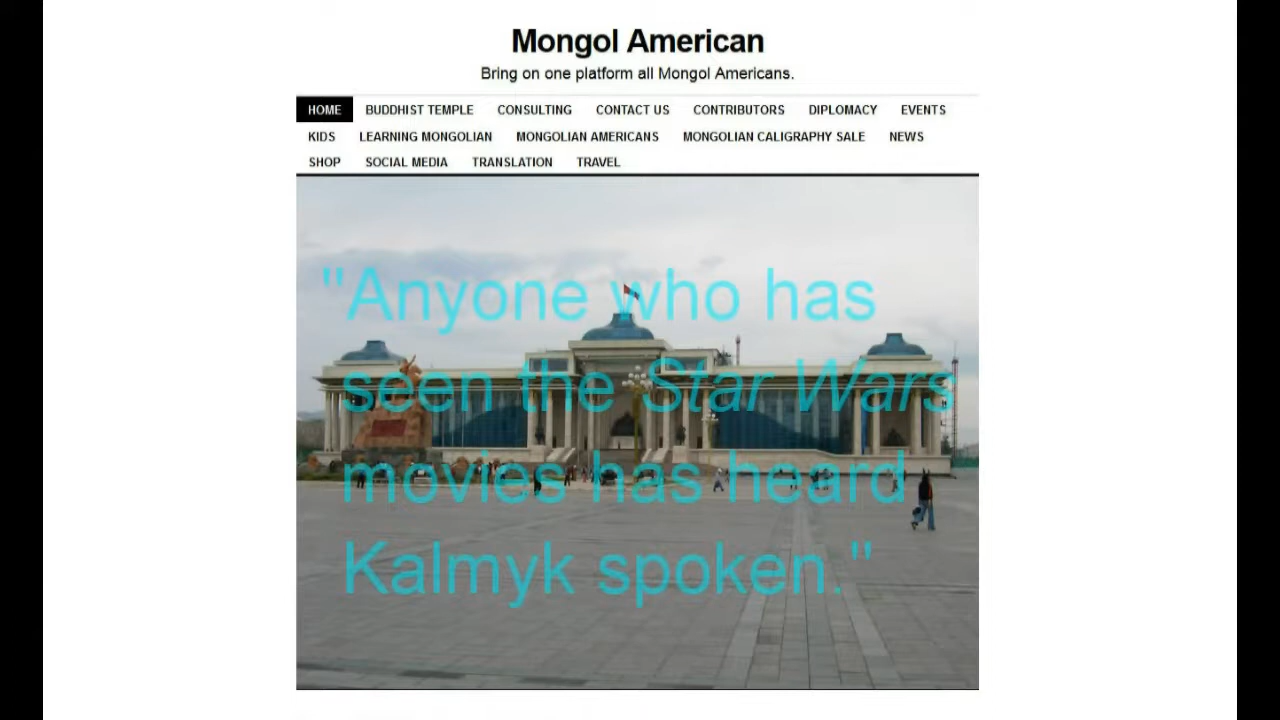 Mongol American
Bring on one platform all Mongol Americans.
HOME BUDDHIST TEMPLE CONSULTING CONTACT US CONTRIBUTORS DIPLOMACY EVENTS
KIDS LEARNING MONGOLIAN MONGOLIAN AMERICANS MONGOLIAN CALIGRAPHY SALE NEWS
SHOP SOCIAL MEDIA TRANSLATION TRAVEL
"Anyone who has
seen the Star Wars
movies has heard
Kalmyk spoken."